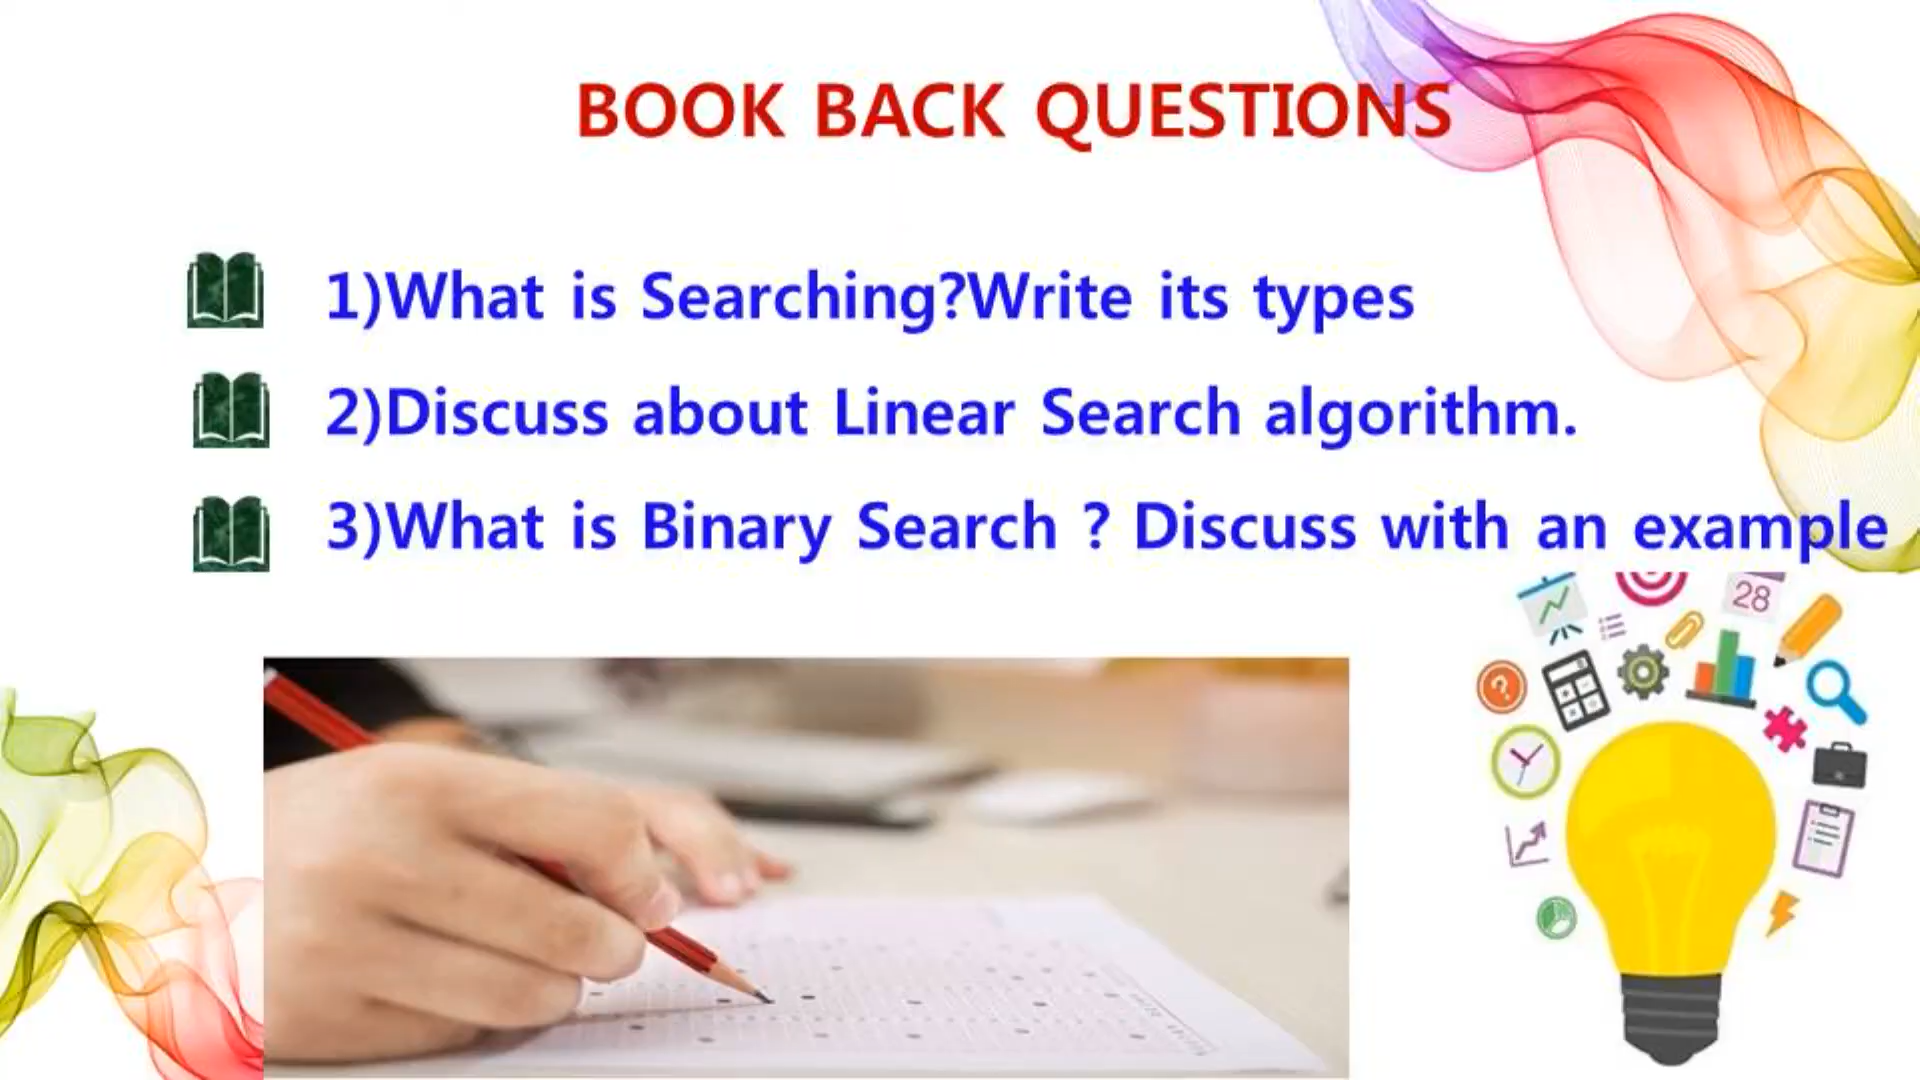 BOOK BACK QUESTIONS
1)What is Searching?Write its types
2)Discuss about Linear Search algorithm.
3)What is Binary Search ? Discuss with an example
28